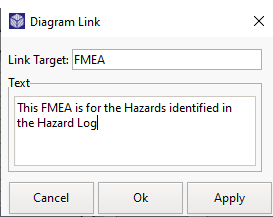 Diagram Link
Link Target: FMEA
Text
This FMEA is for the Hazards identified in
the Hazard Log
Cancel Ok Apply